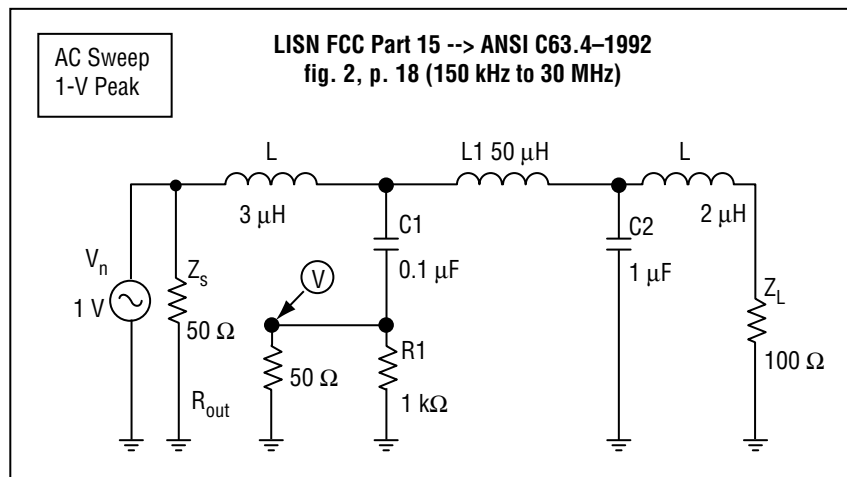 AC Sweep
1-V Peak
LISN FCC Part 15 --> ANSI C63.4–1992
fig. 2, p. 18 (150 kHz to 30 MHz)
L
3 μH
L1 50 μH
L
2 μH
C1
0.1 μF
C2
1 μF
Vn
1 V
Zs
50 Ω
Rout
V
50 Ω
R1
1 kΩ
ZL
100 Ω